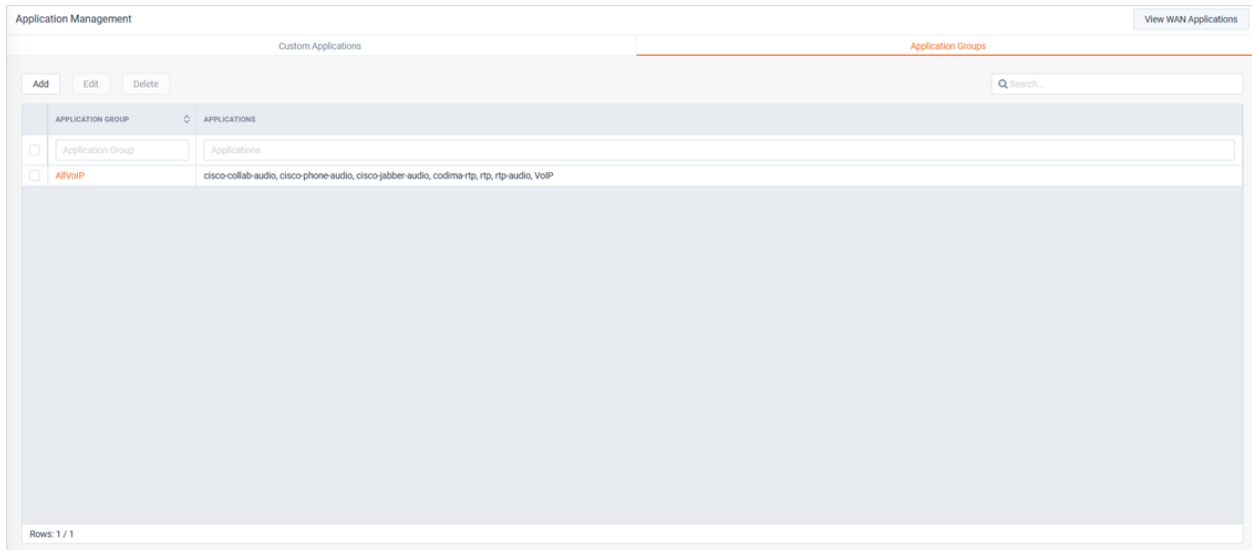 Application Management
View WAN Applications
Custom Applications
Application Groups
Add
Edit
Delete
Search...
APPLICATION GROUP
APPLICATIONS
Application Group
Applications
AllVoIP
cisco-collab-audio, cisco-phone-audio, cisco-jabber-audio, codima-rtp, rtp, rtp-audio, VoIP
Rows: 1 / 1